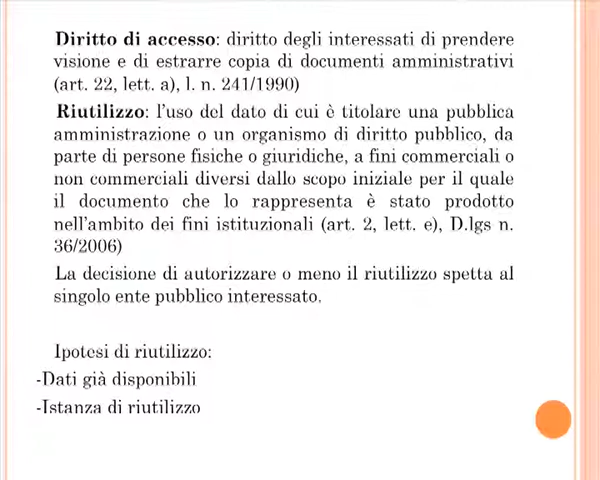 Diritto di accesso: diritto degli interessati di prendere
visione e di estrarre copia di documenti amministrativi
(art. 22, lett. a), l. n. 241/1990)
Riutilizzo: l'uso del dato di cui è titolare una pubblica
amministrazione o un organismo di diritto pubblico, da
parte di persone fisiche o giuridiche, a fini commerciali o
non commerciali diversi dallo scopo iniziale per il quale
il documento che lo rappresenta è stato prodotto
nell'ambito dei fini istituzionali (art. 2, lett. e), D.lgs n.
36/2006)
La decisione di autorizzare o meno il riutilizzo spetta al
singolo ente pubblico interessato.
Ipotesi di riutilizzo:
-Dati già disponibili
-Istanza di riutilizzo